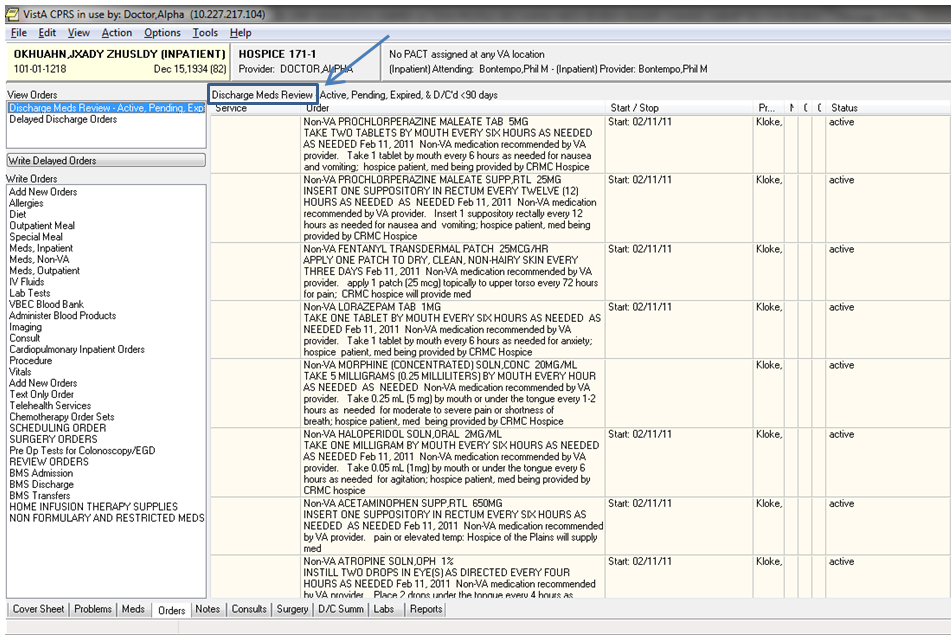 VistA CPRS in use by: Doctor,Alpha (10.227.217.104)
File Edit View Action Options Tools Help
OKHUAHN,JXADY ZHUSLDY (INPATIENT)
101-01-1218 Dec 15,1934 (82)
HOSPICE 171-1
Provider: DOCTOR,ALPHA
No PACT assigned at any VA location
(Inpatient) Attending: Bontempo,Phil M - (Inpatient) Provider: Bontempo,Phil M
View Orders
Discharge Meds Review - Active, Pending, Exp
Delayed Discharge Orders
Write Delayed Orders
Write Orders
Add New Orders
Allergies
Diet
Outpatient Meal
Special Meal
Meds, Inpatient
Meds, Non-VA
Meds, Outpatient
IV Fluids
Lab Tests
VBEC Blood Bank
Administer Blood Products
Imaging
Consult
Cardiopulmonary Inpatient Orders
Procedure
Vitals
Add New Orders
Text Only Order
Telehealth Services
Chemotherapy Order Sets
SCHEDULING ORDER
SURGERY ORDERS
Pre Op Tests for Colonoscopy/EGD
REVIEW ORDERS
BMS Admission
BMS Discharge
BMS Transfers
HOME INFUSION THERAPY SUPPLIES
NON FORMULARY AND RESTRICTED MEDS
Discharge Meds Review - Active, Pending, Expired, & D/C'd <90 days
Service Order Start / Stop Pr... Status
Non-VA PROCHLORPERAZINE MALEATE TAB 5MG
TAKE TWO TABLETS BY MOUTH EVERY SIX HOURS AS NEEDED
AS NEEDED Feb 11, 2011 Non-VA medication recommended by VA
provider. Take 1 tablet by mouth every 6 hours as needed for nausea
and vomiting; hospice patient, med being provided by CRMC Hospice
Start: 02/11/11 Kloke, active
Non-VA PROCHLORPERAZINE MALEATE SUPP,RTL 25MG
INSERT ONE SUPPOSITORY IN RECTUM EVERY TWELVE (12)
HOURS AS NEEDED AS NEEDED Feb 11, 2011 Non-VA medication
recommended by VA provider. Insert 1 suppository rectally every 12
hours as needed for nausea and vomiting; hospice patient, med being
provided by CRMC Hospice
Start: 02/11/11 Kloke, active
Non-VA FENTANYL TRANSDERMAL PATCH 25MCG/HR
APPLY ONE PATCH TO DRY, CLEAN, NON-HAIRY SKIN EVERY
THREE DAYS Feb 11, 2011 Non-VA medication recommended by VA
provider. apply 1 patch (25 mcg) topically to upper torso every 72 hours
for pain; CRMC hospice will provide med
Start: 02/11/11 Kloke, active
Non-VA LORAZEPAM TAB 1MG
TAKE ONE TABLET BY MOUTH EVERY SIX HOURS AS NEEDED AS
NEEDED Feb 11, 2011 Non-VA medication recommended by VA
provider. Take 1 tablet by mouth every 6 hours as needed for anxiety;
hospice patient, med being provided by CRMC Hospice
Start: 02/11/11 Kloke, active
Non-VA MORPHINE (CONCENTRATED) SOLN,CONC 20MG/ML
TAKE 5 MILLIGRAMS (0.25 MILLILITERS) BY MOUTH EVERY HOUR
AS NEEDED AS NEEDED Non-VA medication recommended by VA
provider. Take 0.25 mL (5 mg) by mouth or under the tongue every 1-2
hours as needed for moderate to severe pain or shortness of
breath; hospice patient, med being provided by CRMC Hospice
Start: 02/11/11 Kloke, active
Non-VA HALOPERIDOL SOLN,ORAL 2MG/ML
TAKE ONE MILLIGRAM BY MOUTH EVERY SIX HOURS AS NEEDED
AS NEEDED Feb 11, 2011 Non-VA medication recommended by VA
provider. Take 0.05 mL (1mg) by mouth or under the tongue every 6
hours as needed for agitation; hospice patient, med being provided by
CRMC hospice
Start: 02/11/11 Kloke, active
Non-VA ACETAMINOPHEN SUPP,RTL 650MG
INSERT ONE SUPPOSITORY IN RECTUM EVERY SIX HOURS AS
NEEDED AS NEEDED Feb 11, 2011 Non-VA medication recommended
by VA provider. pain or elevated temp: Hospice of the Plains will supply
med
Start: 02/11/11 Kloke, active
Non-VA ATROPINE SOLN,OPH 1%
INSTILL TWO DROPS IN EYE(S) AS DIRECTED EVERY FOUR
HOURS AS NEEDED Feb 11, 2011 Non-VA medication recommended
by VA provider. Place 2 drops under the tongue every 4 hours as
Start: 02/11/11 Kloke, active
Cover Sheet Problems Meds Orders Notes Consults Surgery D/C Summ Labs Reports